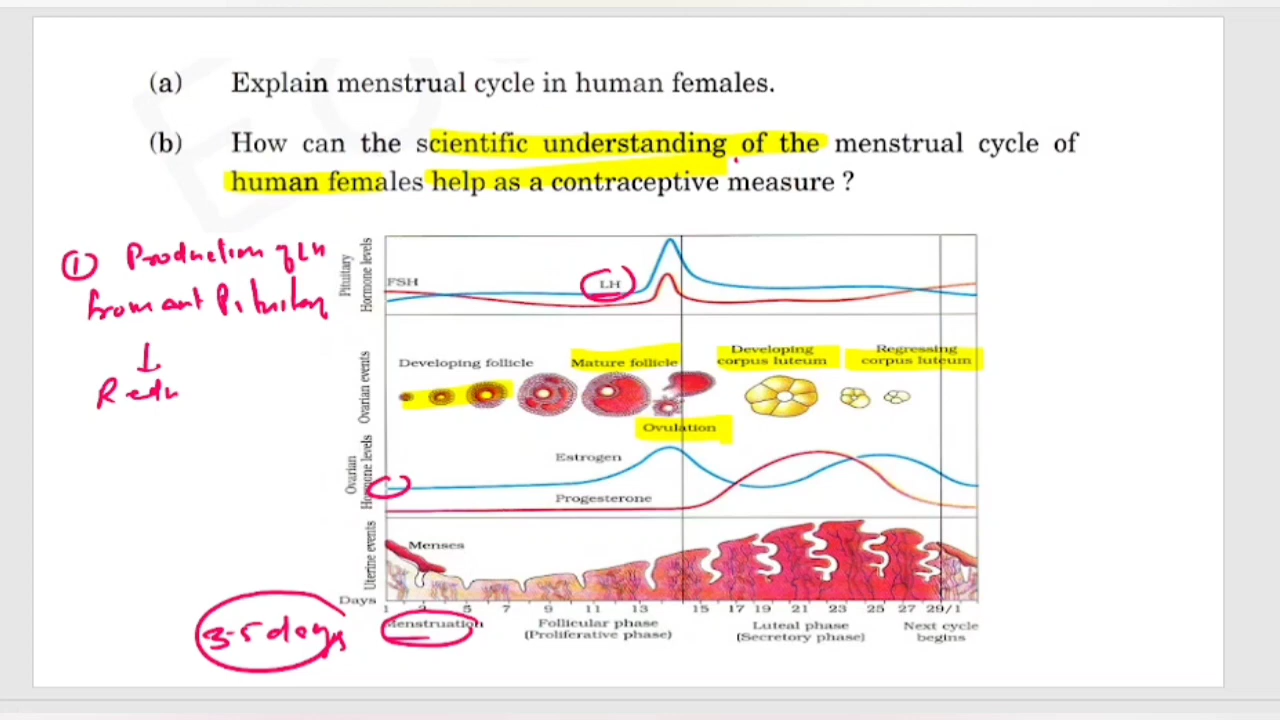 (a) Explain menstrual cycle in human females.
(b) How can the scientific understanding of the menstrual cycle of
human females help as a contraceptive measure ?
① Production of LH
from ant Pituitary
↓
Redu
Pituitary
Hormone levels
FSH
LH
Ovarian events
Developing follicle
Mature follicle
Developing
corpus luteum
Regressing
corpus luteum
Ovulation
Ovarian
Hormone levels
Estrogen
Progesterone
Uterine events
Menses
Days
1 3 5 7 9 11 13 15 17 19 21 23 25 27 29/1
3-5 days
Menstruation
Follicular phase
(Proliferative phase)
Luteal phase
(Secretory phase)
Next cycle
begins